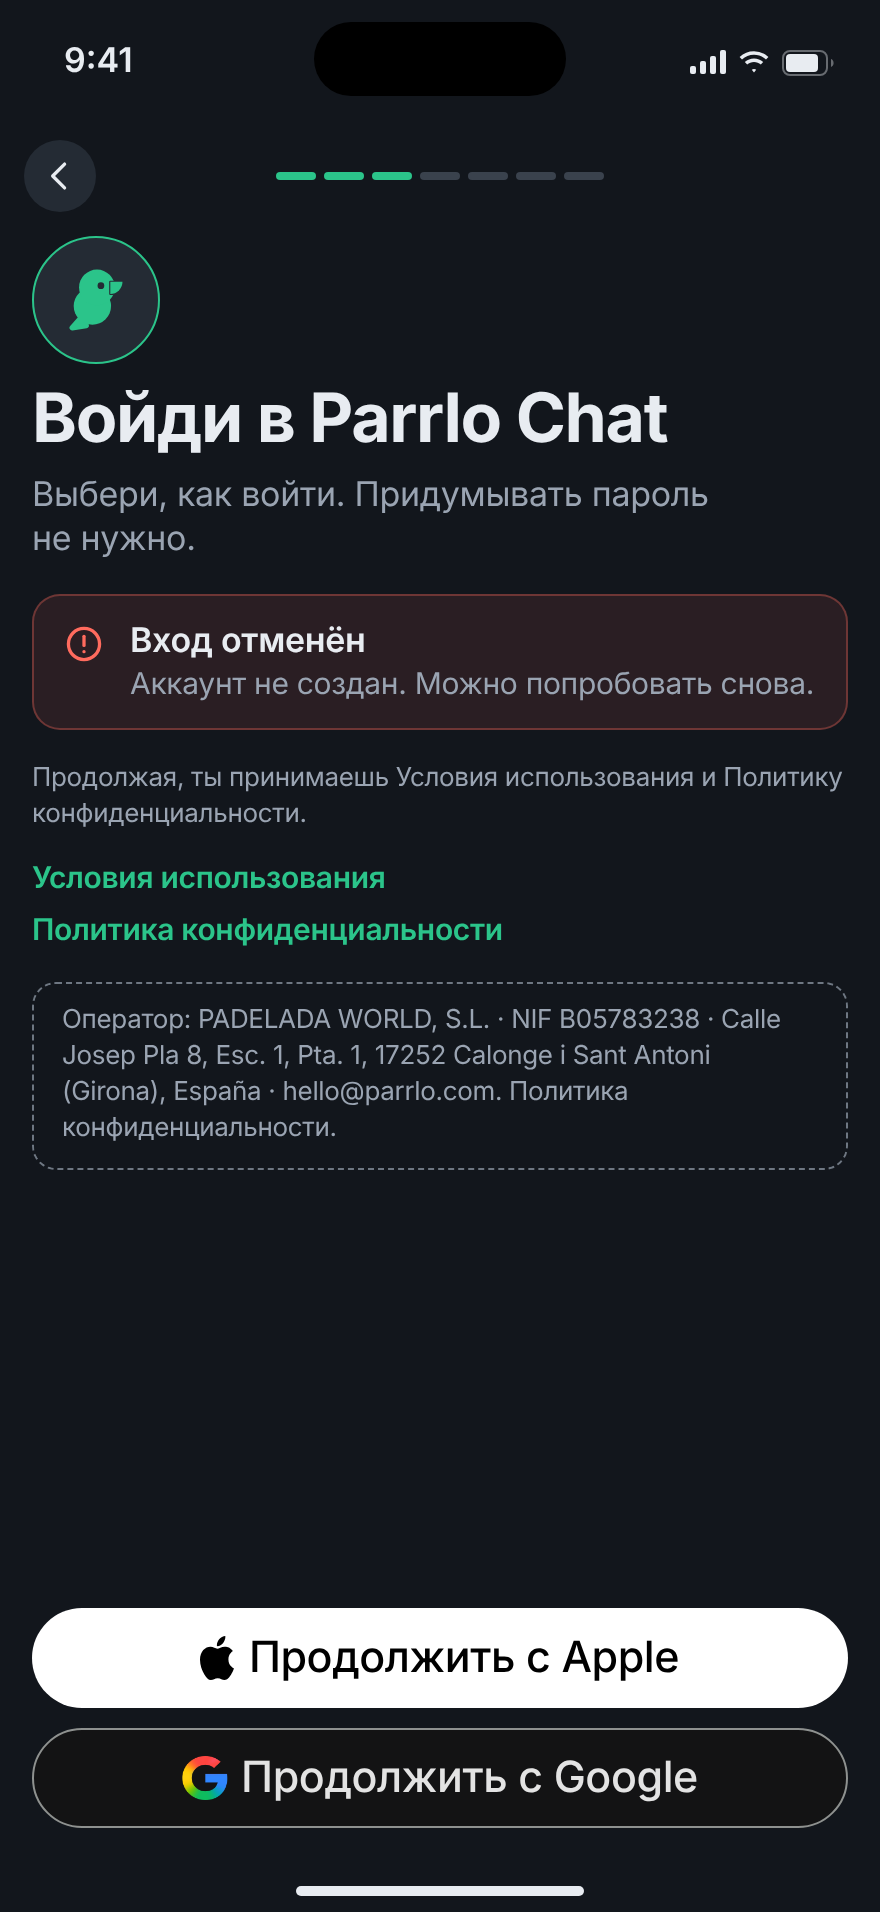 9:41
Войди в Parrlo Chat
Выбери, как войти. Придумывать пароль
не нужно.
Вход отменён
Аккаунт не создан. Можно попробовать снова.
Продолжая, ты принимаешь Условия использования и Политику
конфиденциальности.
Условия использования
Политика конфиденциальности
Оператор: PADELADA WORLD, S.L. · NIF B05783238 · Calle
Josep Pla 8, Esc. 1, Pta. 1, 17252 Calonge i Sant Antoni
(Girona), España · hello@parrlo.com. Политика
конфиденциальности.
Продолжить с Apple
Продолжить с Google